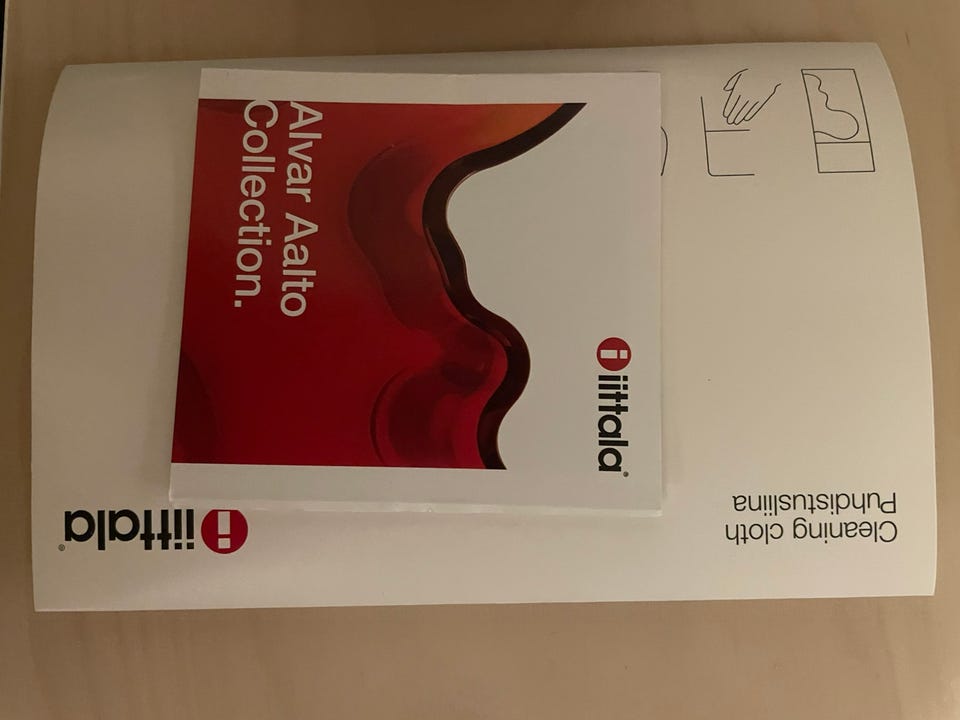 Alvar Aalto
Collection.
iittala®
Cleaning cloth
Puhdistusliina
iittala®